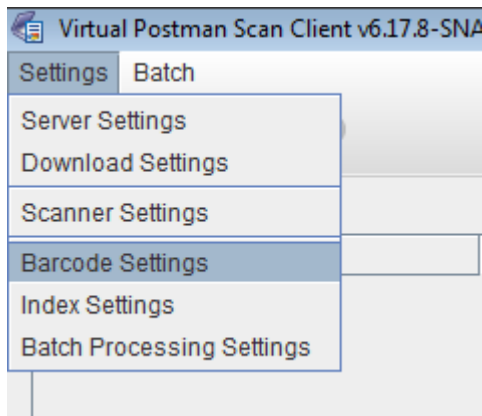 Virtual Postman Scan Client v6.17.8-SNA
Settings Batch
Server Settings
Download Settings
Scanner Settings
Barcode Settings
Index Settings
Batch Processing Settings